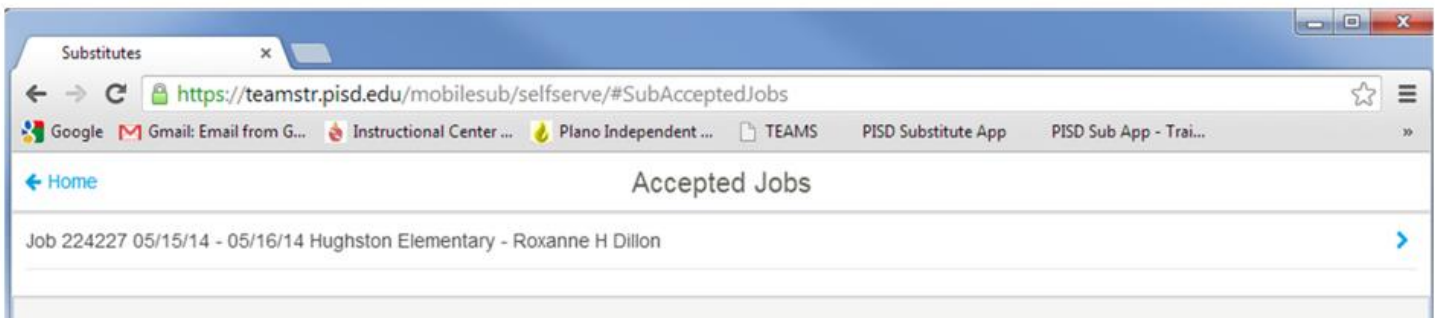 Substitutes
https://teamstr.pisd.edu/mobilesub/selfserve/#SubAcceptedJobs
Google Gmail: Email from G... Instructional Center ... Plano Independent ... TEAMS PISD Substitute App PISD Sub App - Trai... »
Home Accepted Jobs
Job 224227 05/15/14 - 05/16/14 Hughston Elementary - Roxanne H Dillon